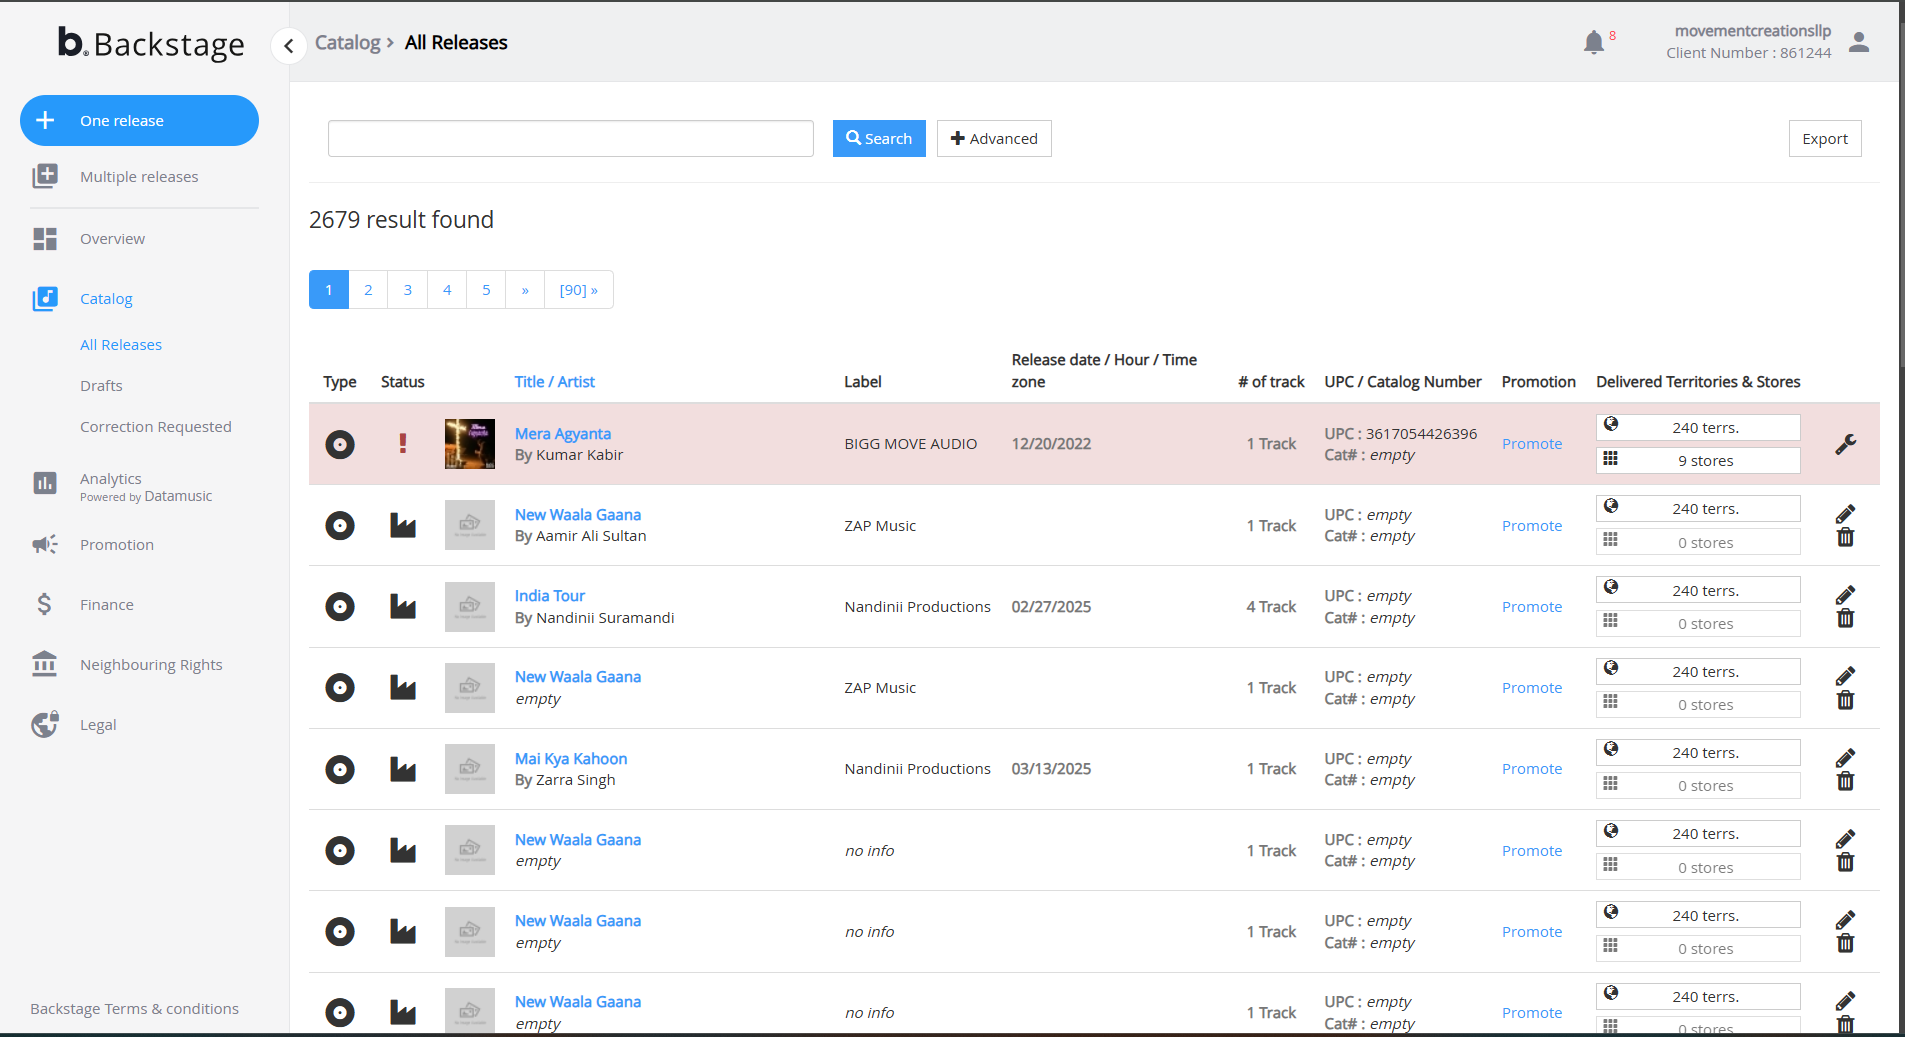 b. Backstage
Catalog > All Releases
8
movementcreationsllp
Client Number : 861244
One release
Multiple releases
Overview
Catalog
All Releases
Drafts
Correction Requested
Analytics
Powered by Datamusic
Promotion
Finance
Neighbouring Rights
Legal
Backstage Terms & conditions
Search
Advanced
Export
2679 result found
1 2 3 4 5 » [90] »
Type Status Title / Artist Label Release date / Hour / Time zone # of track UPC / Catalog Number Promotion Delivered Territories & Stores
Mera Agyanta
By Kumar Kabir
BIGG MOVE AUDIO
12/20/2022
1 Track
UPC : 3617054426396
Cat# : empty
Promote
240 terrs.
9 stores
New Waala Gaana
By Aamir Ali Sultan
ZAP Music
1 Track
UPC : empty
Cat# : empty
Promote
240 terrs.
0 stores
India Tour
By Nandinii Suramandi
Nandinii Productions
02/27/2025
4 Track
UPC : empty
Cat# : empty
Promote
240 terrs.
0 stores
New Waala Gaana
empty
ZAP Music
1 Track
UPC : empty
Cat# : empty
Promote
240 terrs.
0 stores
Mai Kya Kahoon
By Zarra Singh
Nandinii Productions
03/13/2025
1 Track
UPC : empty
Cat# : empty
Promote
240 terrs.
0 stores
New Waala Gaana
empty
no info
1 Track
UPC : empty
Cat# : empty
Promote
240 terrs.
0 stores
New Waala Gaana
empty
no info
1 Track
UPC : empty
Cat# : empty
Promote
240 terrs.
0 stores
New Waala Gaana
empty
no info
1 Track
UPC : empty
Cat# : empty
Promote
240 terrs.
0 stores